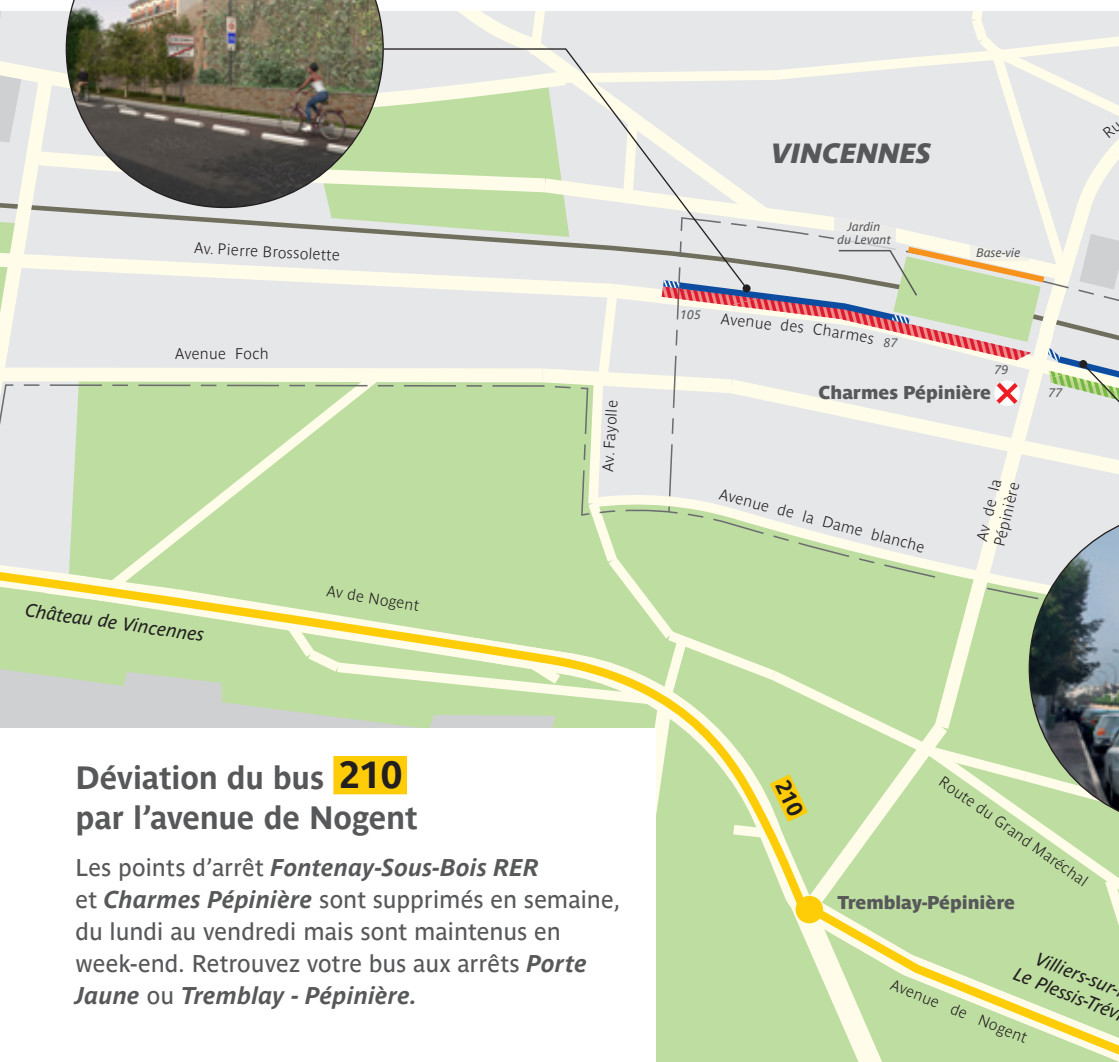 VINCENNES
Ru
Jardin
du Levant
Base-vie
Av. Pierre Brossolette
105
Avenue des Charmes
87
79
77
Avenue Foch
Charmes Pépinière
Av. Fayolle
Avenue de la Dame blanche
Av de la
Pépinière
Av de Nogent
Château de Vincennes
Déviation du bus 210
par l’avenue de Nogent
Les points d’arrêt Fontenay-Sous-Bois RER
et Charmes Pépinière sont supprimés en semaine,
du lundi au vendredi mais sont maintenus en
week-end. Retrouvez votre bus aux arrêts Porte
Jaune ou Tremblay - Pépinière.
210
Route du Grand Maréchal
Tremblay-Pépinière
Villiers-sur-
Le Plessis-Trév
Avenue de Nogent